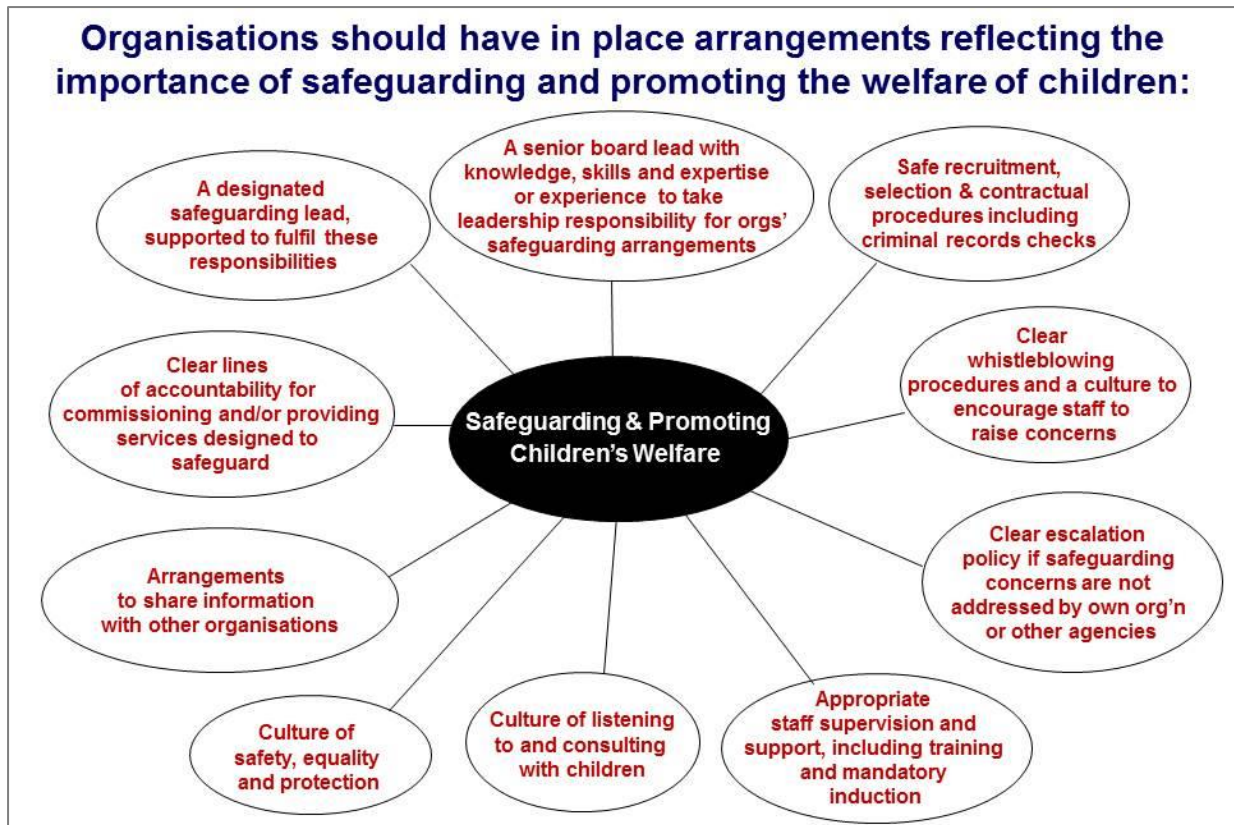 Organisations should have in place arrangements reflecting the
importance of safeguarding and promoting the welfare of children:
A designated
safeguarding lead,
supported to fulfil these
responsibilities
A senior board lead with
knowledge, skills and expertise
or experience to take
leadership responsibility for orgs’
safeguarding arrangements
Safe recruitment,
selection & contractual
procedures including
criminal records checks
Clear lines
of accountability for
commissioning and/or providing
services designed to
safeguard
Safeguarding & Promoting
Children’s Welfare
Clear
whistleblowing
procedures and a culture to
encourage staff to
raise concerns
Arrangements
to share information
with other organisations
Clear escalation
policy if safeguarding
concerns are not
addressed by own org’n
or other agencies
Culture of
safety, equality
and protection
Culture of listening
to and consulting
with children
Appropriate
staff supervision and
support, including training
and mandatory
induction